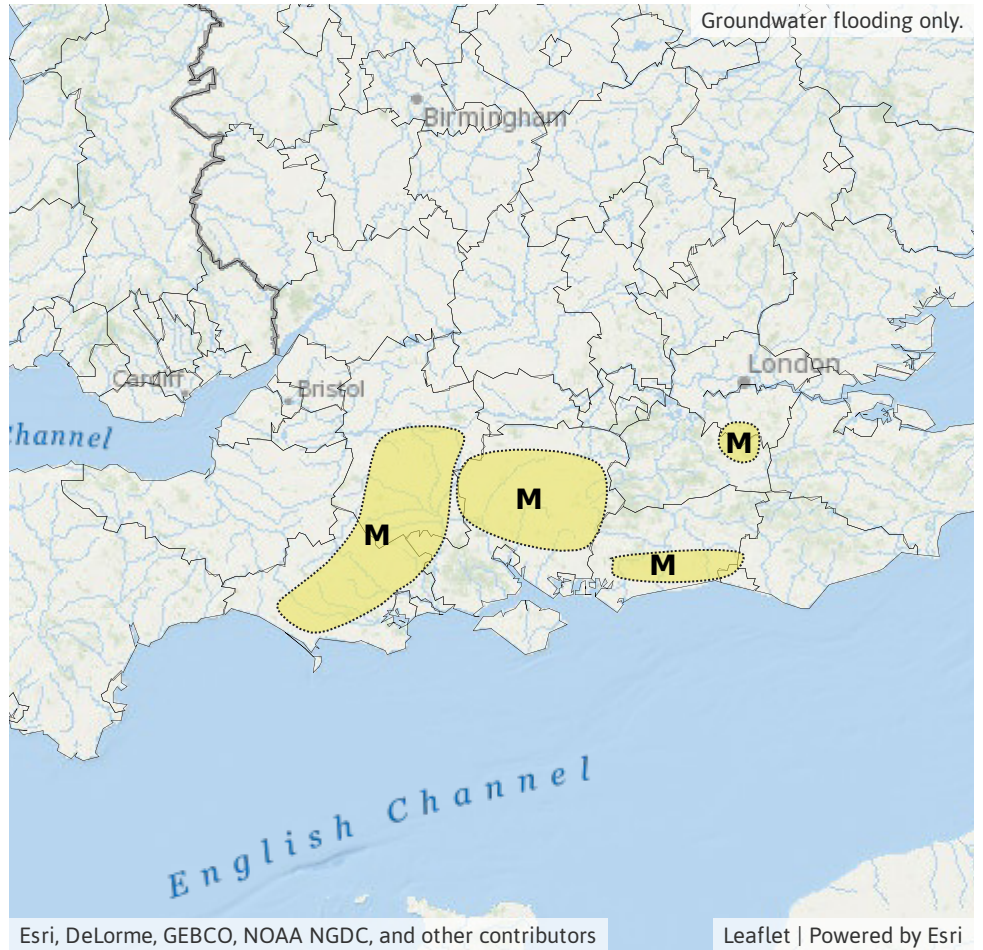 Groundwater flooding only.
Birmingham
London
Cardiff
Bristol
Channel
M
M
M
M
English Channel
Esri, DeLorme, GEBCO, NOAA NGDC, and other contributors
Leaflet | Powered by Esri